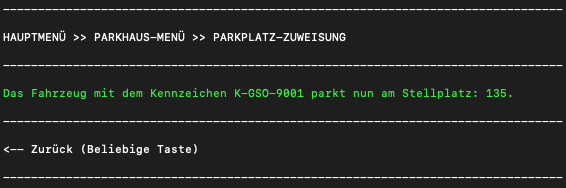 HAUPTMENÜ >> PARKHAUS-MENÜ >> PARKPLATZ-ZUWEISUNG
Das Fahrzeug mit dem Kennzeichen K-GSO-9001 parkt nun am Stellplatz: 135.
<-- Zurück (Beliebige Taste)